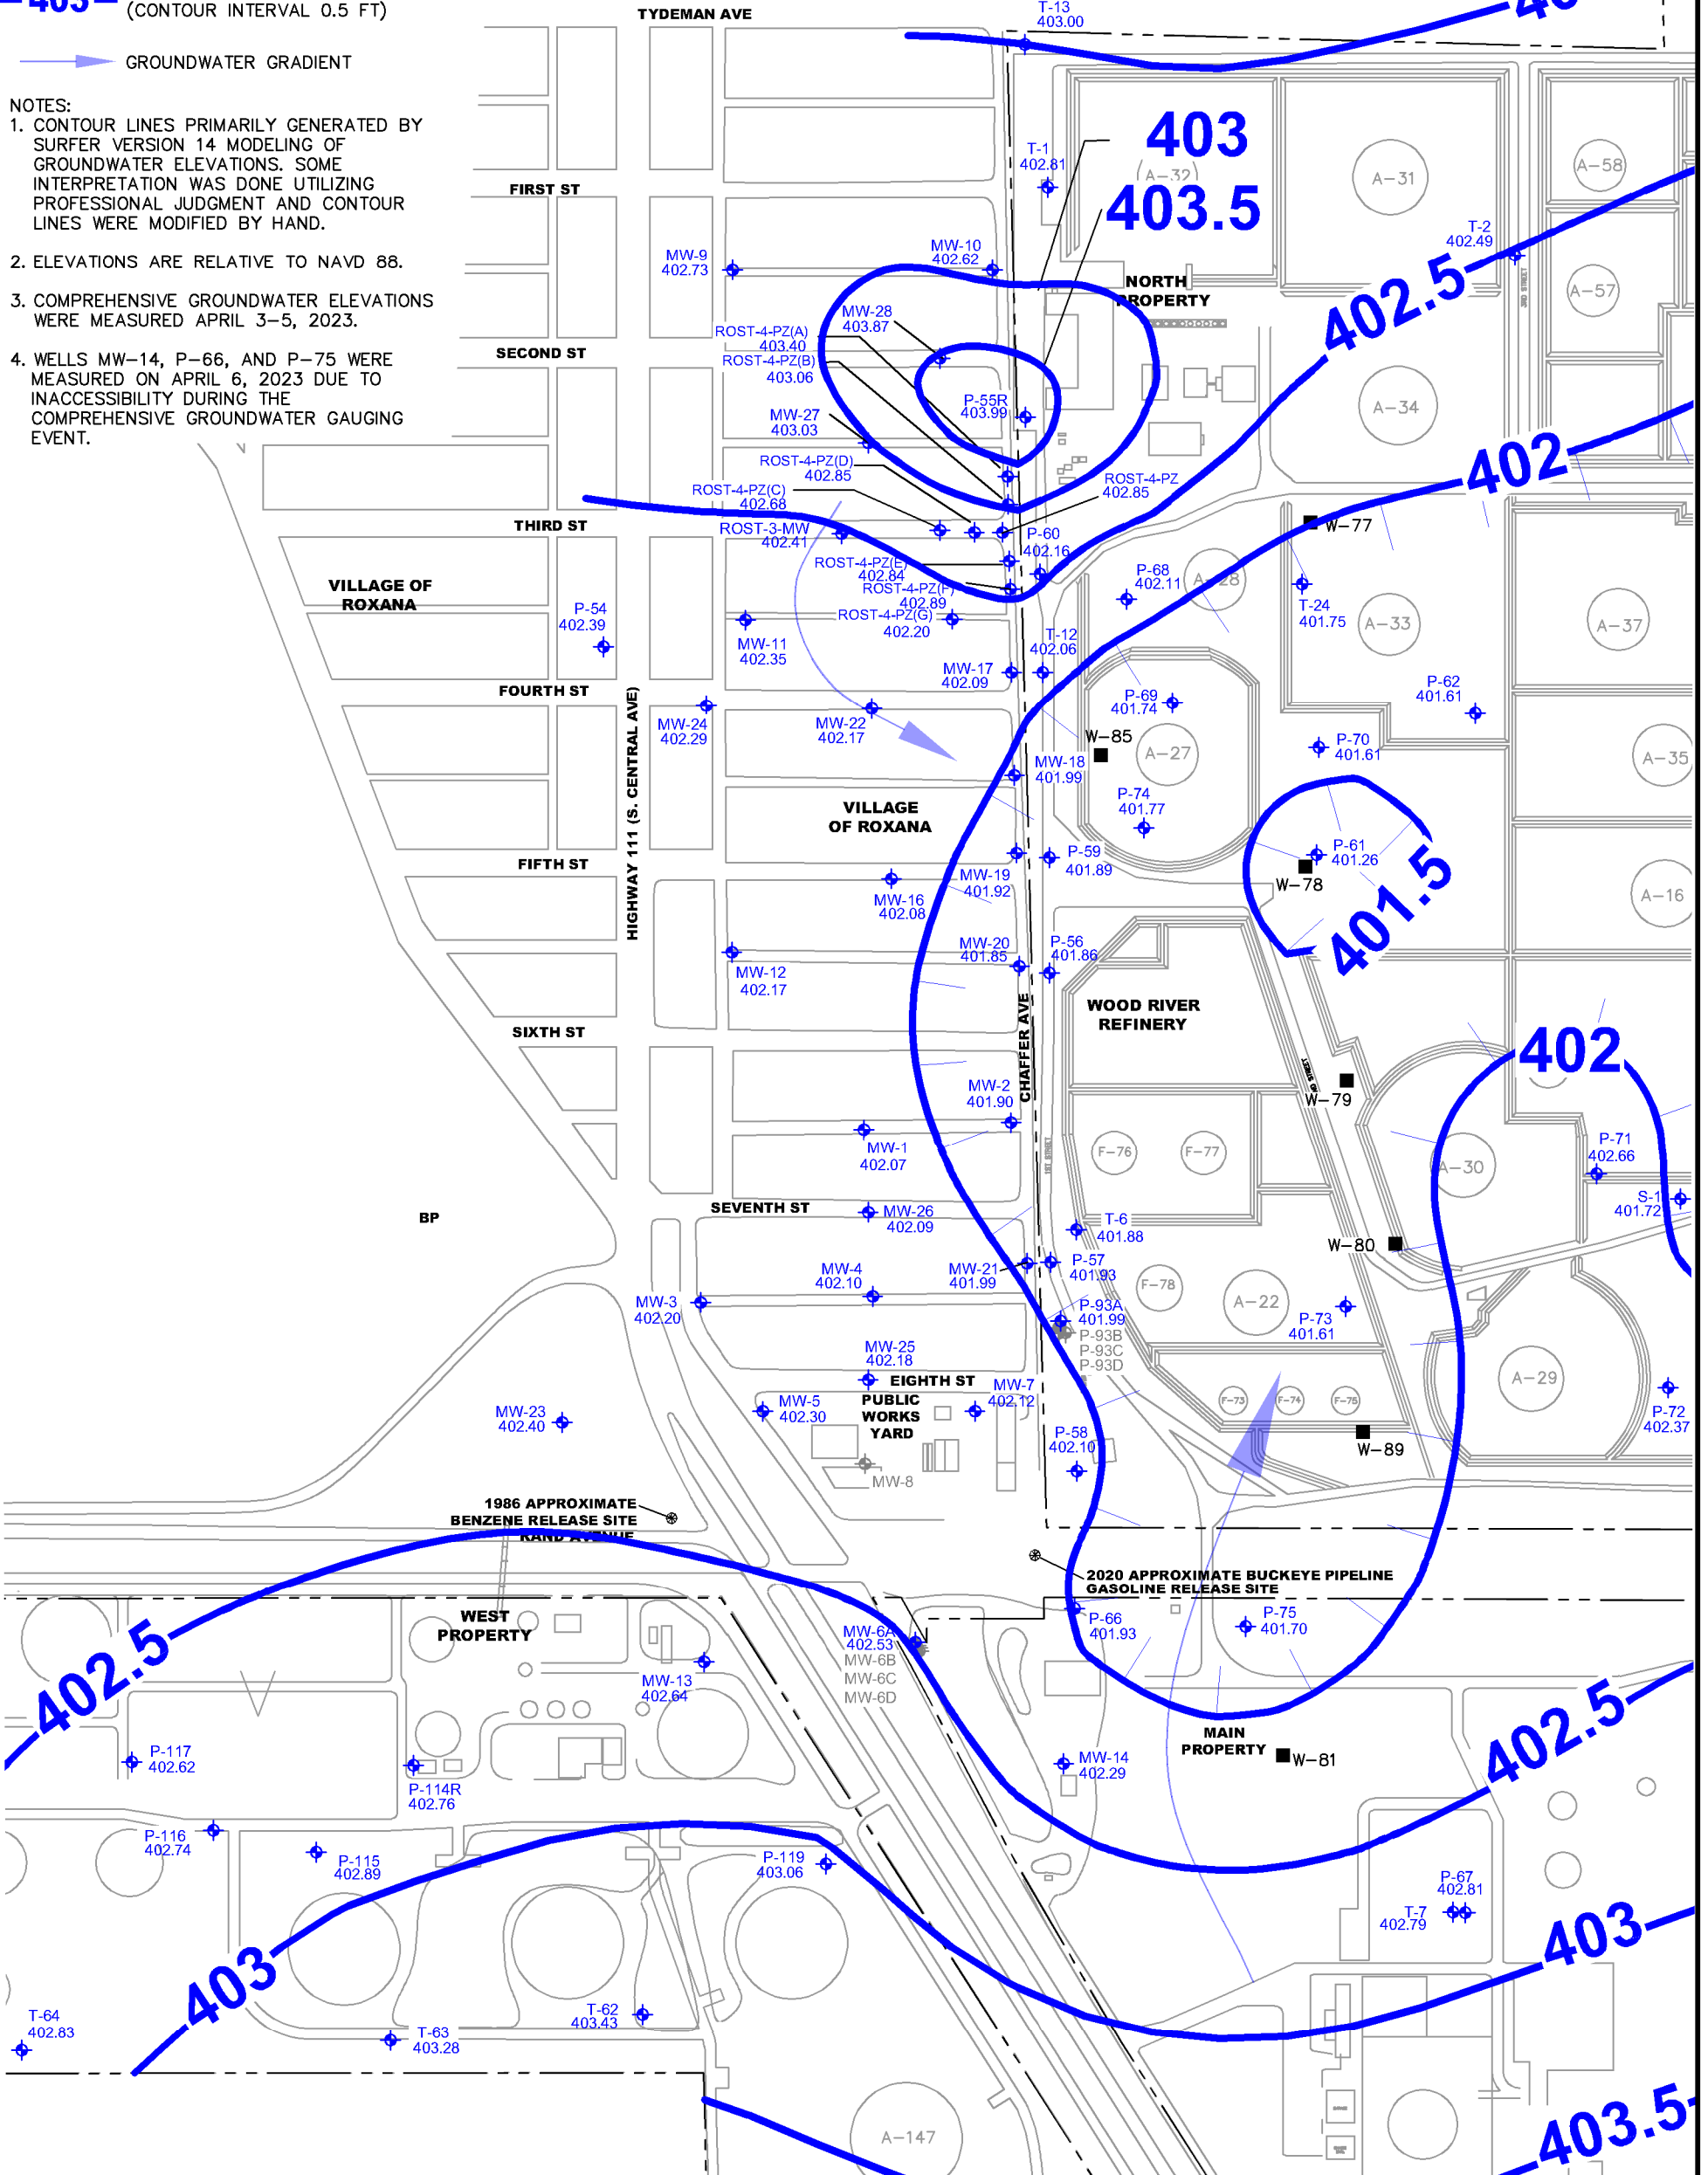 403
(CONTOUR INTERVAL 0.5 FT)
GROUNDWATER GRADIENT
NOTES:
1. CONTOUR LINES PRIMARILY GENERATED BY
SURFER VERSION 14 MODELING OF
GROUNDWATER ELEVATIONS. SOME
INTERPRETATION WAS DONE UTILIZING
PROFESSIONAL JUDGMENT AND CONTOUR
LINES WERE MODIFIED BY HAND.
2. ELEVATIONS ARE RELATIVE TO NAVD 88.
3. COMPREHENSIVE GROUNDWATER ELEVATIONS
WERE MEASURED APRIL 3–5, 2023.
4. WELLS MW–14, P–66, AND P–75 WERE
MEASURED ON APRIL 6, 2023 DUE TO
INACCESSIBILITY DURING THE
COMPREHENSIVE GROUNDWATER GAUGING
EVENT.
TYDEMAN AVE
T-13
403.00
403
T-1
402.81
A-32
403.5
A-31
A-58
FIRST ST
T-2
402.49
3RD STREET
MW-9
402.73
MW-10
402.62
NORTH
PROPERTY
402.5
A-57
MW-28
403.87
ROST-4-PZ(A)
403.40
SECOND ST
ROST-4-PZ(B)
403.06
P-55R
403.99
A-34
MW-27
403.03
402
ROST-4-PZ(D)
402.85
ROST-4-PZ
402.85
ROST-4-PZ(C)
402.68
THIRD ST
ROST-3-MW
402.41
P-60
402.16
W-77
ROST-4-PZ(E)
402.84
P-68
402.11
A-28
VILLAGE OF
ROXANA
ROST-4-PZ(F)
402.89
T-24
401.75
A-33
A-37
P-54
402.39
ROST-4-PZ(G)
402.20
MW-11
402.35
T-12
402.06
MW-17
402.09
FOURTH ST
P-69
401.74
P-62
401.61
MW-24
402.29
MW-22
402.17
W-85
P-70
401.61
A-27
A-35
MW-18
401.99
HIGHWAY 111 (S. CENTRAL AVE)
VILLAGE
OF ROXANA
P-74
401.77
FIFTH ST
P-59
401.89
P-61
401.26
MW-19
401.92
W-78
401.5
A-16
MW-16
402.08
MW-20
401.85
P-56
401.86
MW-12
402.17
WOOD RIVER
REFINERY
SIXTH ST
CHAFFER AVE
402
W-79
MW-2
401.90
1ST STREET
MW-1
402.07
F-76
F-77
A-30
P-71
402.66
S-1
401.72
BP
SEVENTH ST
MW-26
402.09
T-6
401.88
W-80
MW-4
402.10
MW-21
401.99
P-57
401.93
F-78
A-22
MW-3
402.20
P-93A
401.99
P-93B
P-93C
P-93D
P-73
401.61
MW-25
402.18
EIGHTH ST
MW-7
402.12
A-29
MW-5
402.30
PUBLIC
WORKS
YARD
F-73
F-74
F-75
P-72
402.37
MW-23
402.40
P-58
402.10
W-89
MW-8
1986 APPROXIMATE
BENZENE RELEASE SITE
RAND AVENUE
2020 APPROXIMATE BUCKEYE PIPELINE
GASOLINE RELEASE SITE
WEST
PROPERTY
P-66
401.93
P-75
401.70
MW-6A
402.53
MW-6B
MW-6C
MW-6D
402.5
MW-13
402.64
MAIN
PROPERTY
402.5
P-117
402.62
MW-14
402.29
W-81
P-114R
402.76
P-116
402.74
P-115
402.89
P-119
403.06
P-67
402.81
T-7
402.79
403
403
T-64
402.83
T-62
403.43
T-63
403.28
A-147
403.5